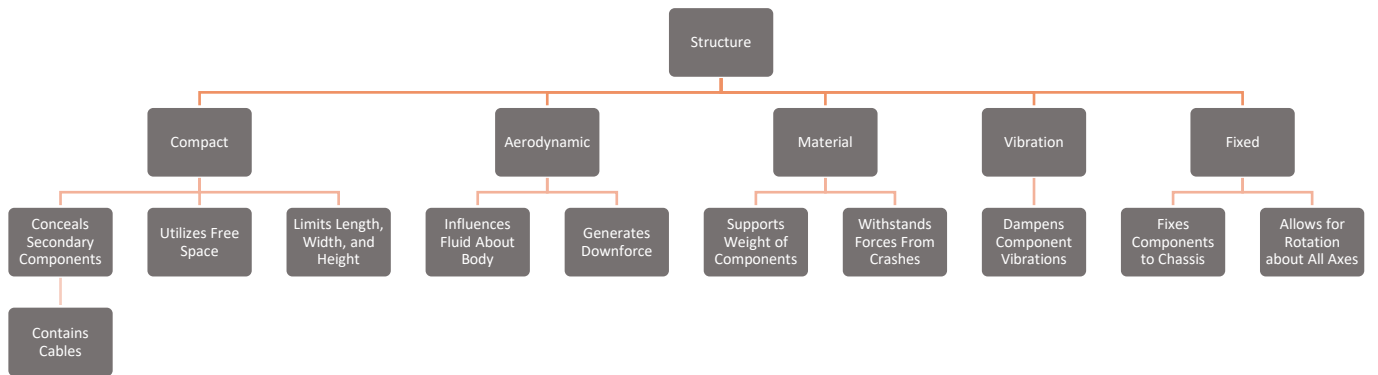 Structure
Compact
Aerodynamic
Material
Vibration
Fixed
Conceals
Secondary
Components
Utilizes Free
Space
Limits Length,
Width, and
Height
Influences
Fluid About
Body
Generates
Downforce
Supports
Weight of
Components
Withstands
Forces From
Crashes
Dampens
Component
Vibrations
Fixes
Components
to Chassis
Allows for
Rotation
about All Axes
Contains
Cables